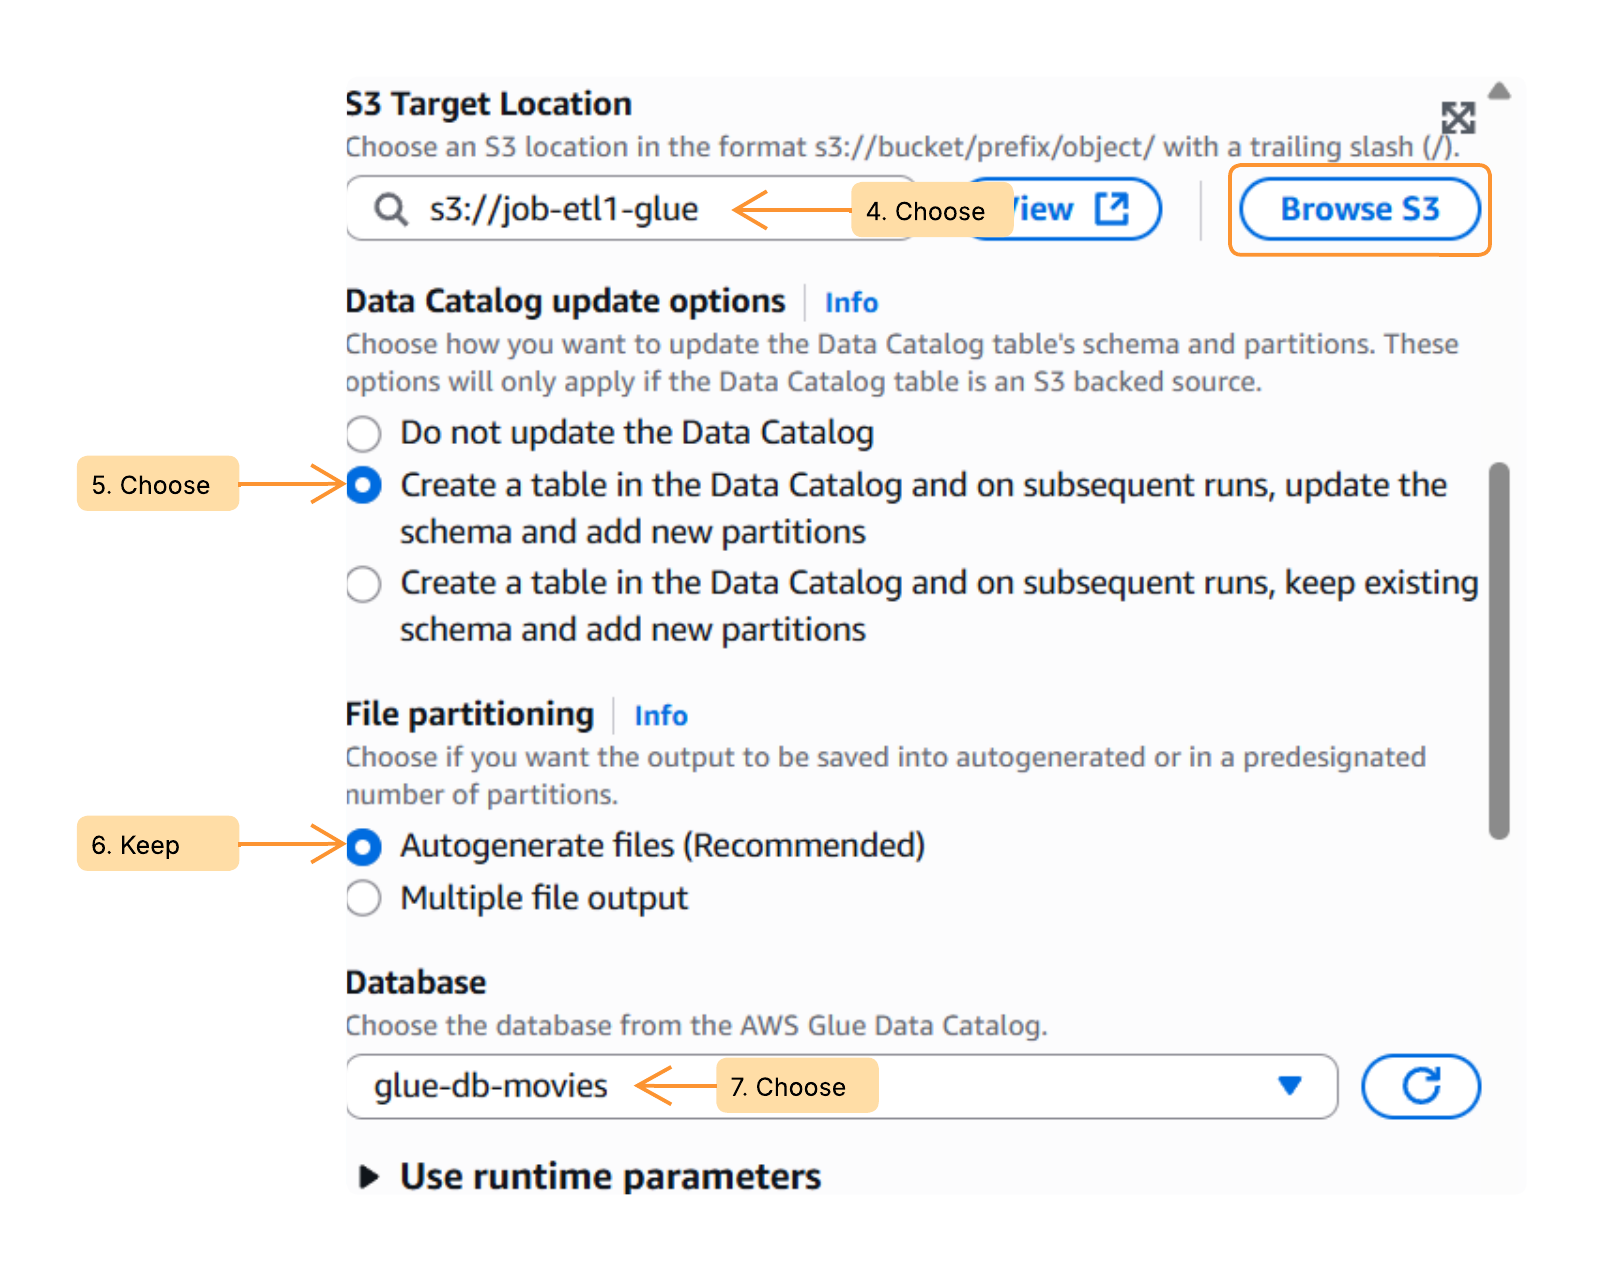 S3 Target Location
Choose an S3 location in the format s3://bucket/prefix/object/ with a trailing slash (/).
s3://job-etl1-glue
4. Choose
View
Browse S3
Data Catalog update options
Info
Choose how you want to update the Data Catalog table's schema and partitions. These
options will only apply if the Data Catalog table is an S3 backed source.
Do not update the Data Catalog
5. Choose
Create a table in the Data Catalog and on subsequent runs, update the
schema and add new partitions
Create a table in the Data Catalog and on subsequent runs, keep existing
schema and add new partitions
File partitioning
Info
Choose if you want the output to be saved into autogenerated or in a predesignated
number of partitions.
6. Keep
Autogenerate files (Recommended)
Multiple file output
Database
Choose the database from the AWS Glue Data Catalog.
glue-db-movies
7. Choose
Use runtime parameters